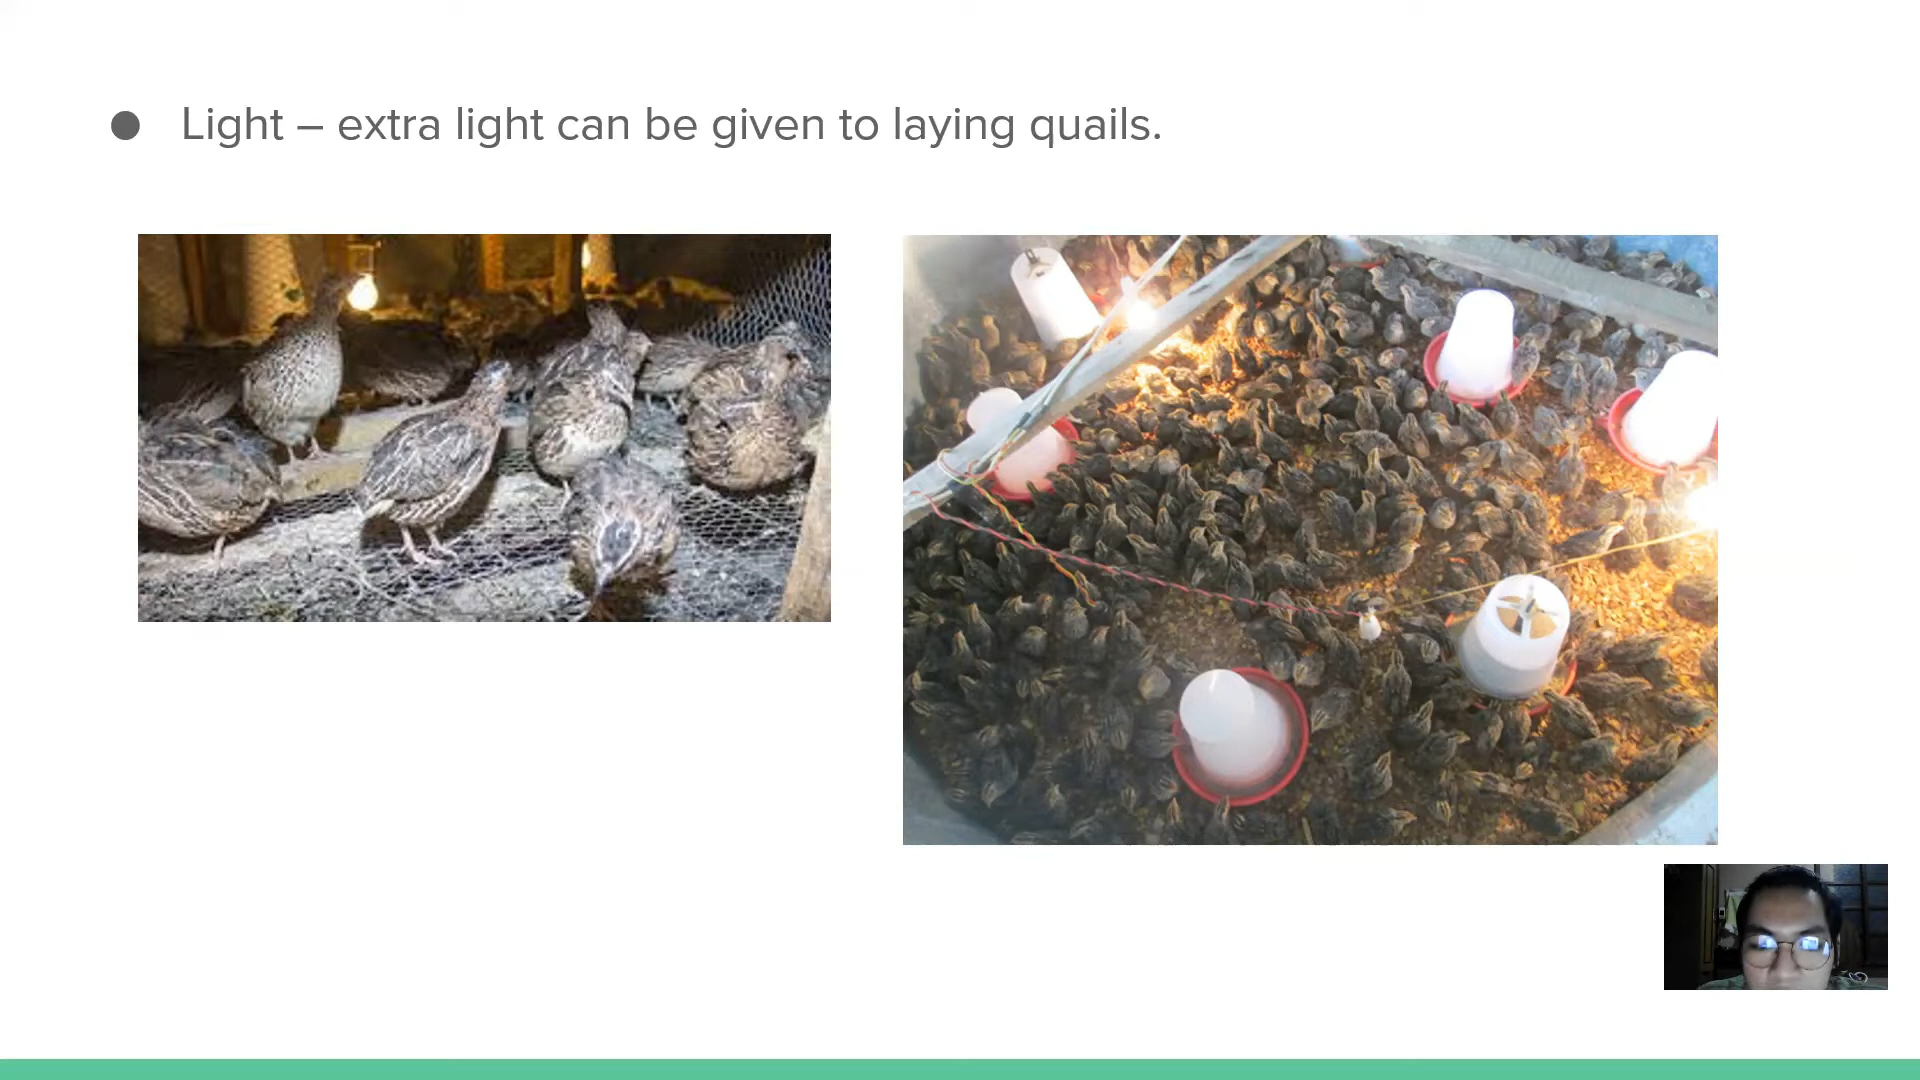 ● Light – extra light can be given to laying quails.